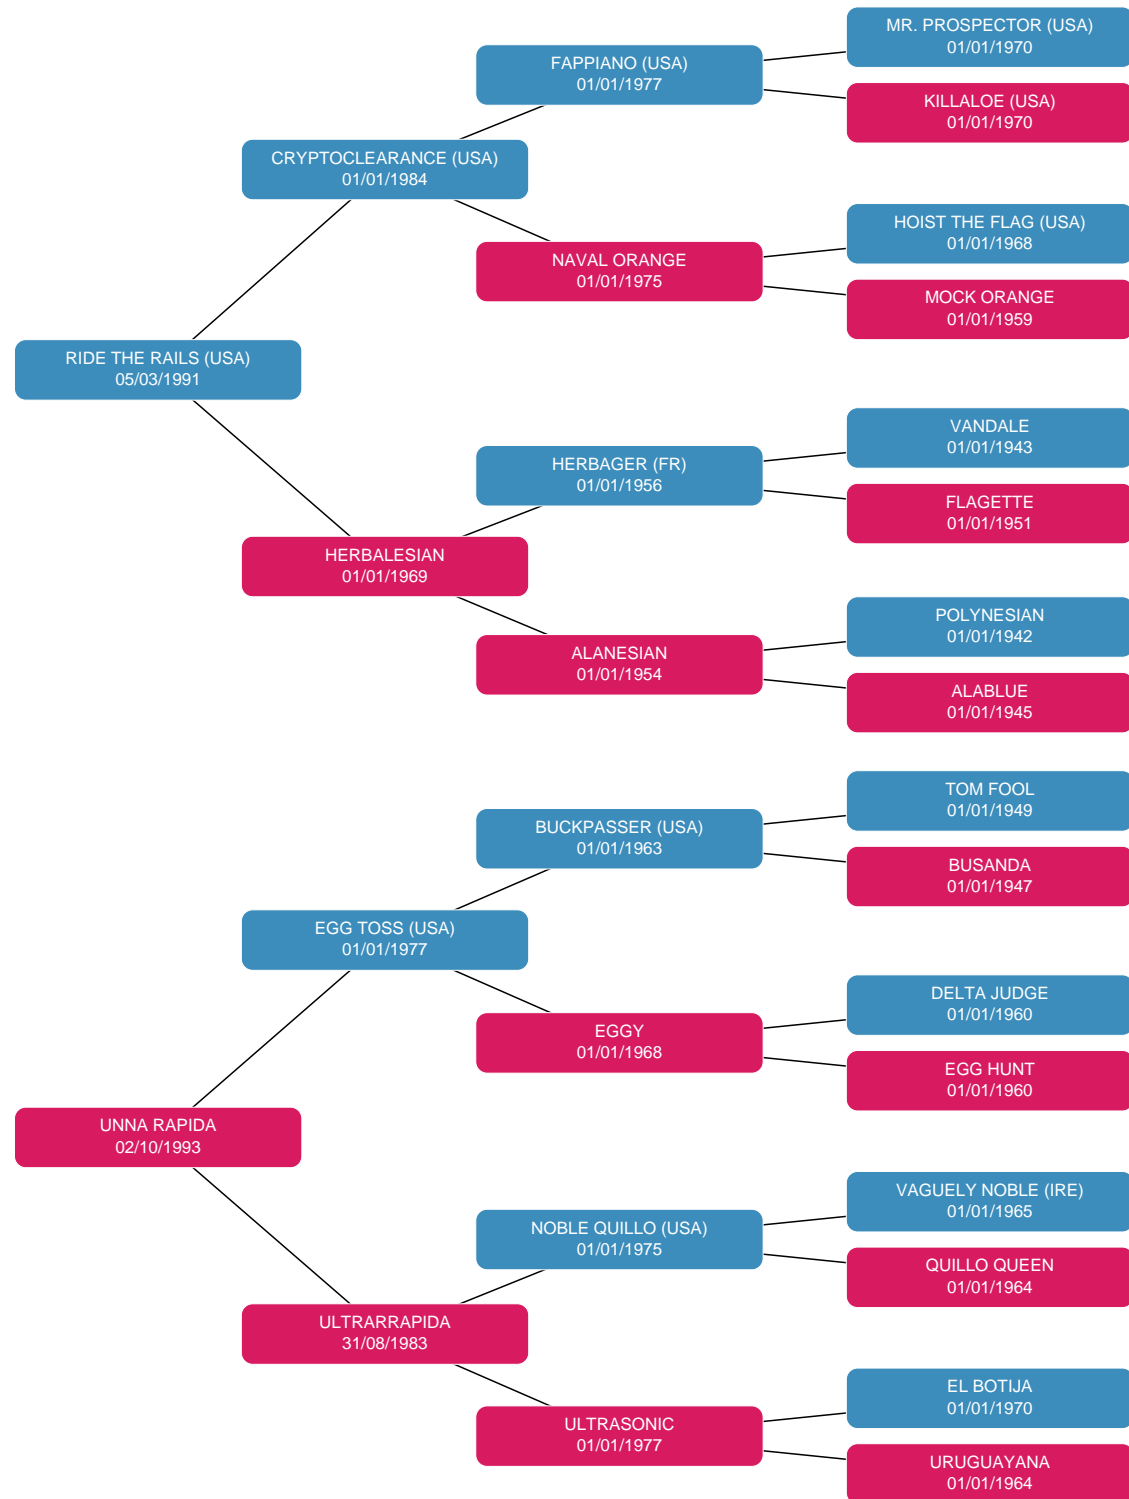 MR. PROSPECTOR (USA)
01/01/1970
FAPPIANO (USA)
01/01/1977
KILLALOE (USA)
01/01/1970
CRYPTOCLEARANCE (USA)
01/01/1984
HOIST THE FLAG (USA)
01/01/1968
NAVAL ORANGE
01/01/1975
MOCK ORANGE
01/01/1959
RIDE THE RAILS (USA)
05/03/1991
VANDALE
01/01/1943
HERBAGER (FR)
01/01/1956
FLAGETTE
01/01/1951
HERBALESIAN
01/01/1969
POLYNESIAN
01/01/1942
ALANESIAN
01/01/1954
ALABLUE
01/01/1945
TOM FOOL
01/01/1949
BUCKPASSER (USA)
01/01/1963
BUSANDA
01/01/1947
EGG TOSS (USA)
01/01/1977
DELTA JUDGE
01/01/1960
EGGY
01/01/1968
EGG HUNT
01/01/1960
UNNA RAPIDA
02/10/1993
VAGUELY NOBLE (IRE)
01/01/1965
NOBLE QUILLO (USA)
01/01/1975
QUILLO QUEEN
01/01/1964
ULTRARRAPIDA
31/08/1983
EL BOTIJA
01/01/1970
ULTRASONIC
01/01/1977
URUGUAYANA
01/01/1964